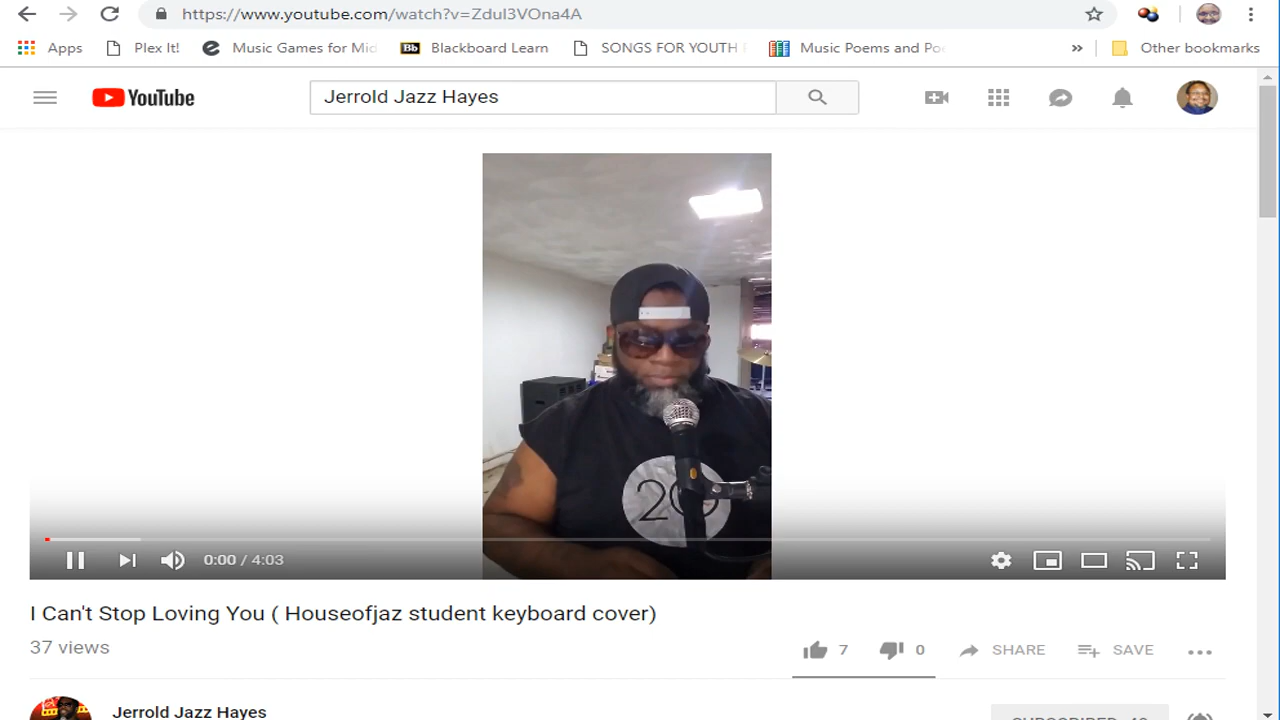 https://www.youtube.com/watch?v=ZduI3VOna4A
Apps Plex It! Music Games for Mid Blackboard Learn SONGS FOR YOUTH Music Poems and Poe » Other bookmarks
YouTube Jerrold Jazz Hayes
20
0:00 / 4:03
I Can't Stop Loving You ( Houseofjaz student keyboard cover)
37 views
7 0 SHARE SAVE
Jerrold Jazz Hayes